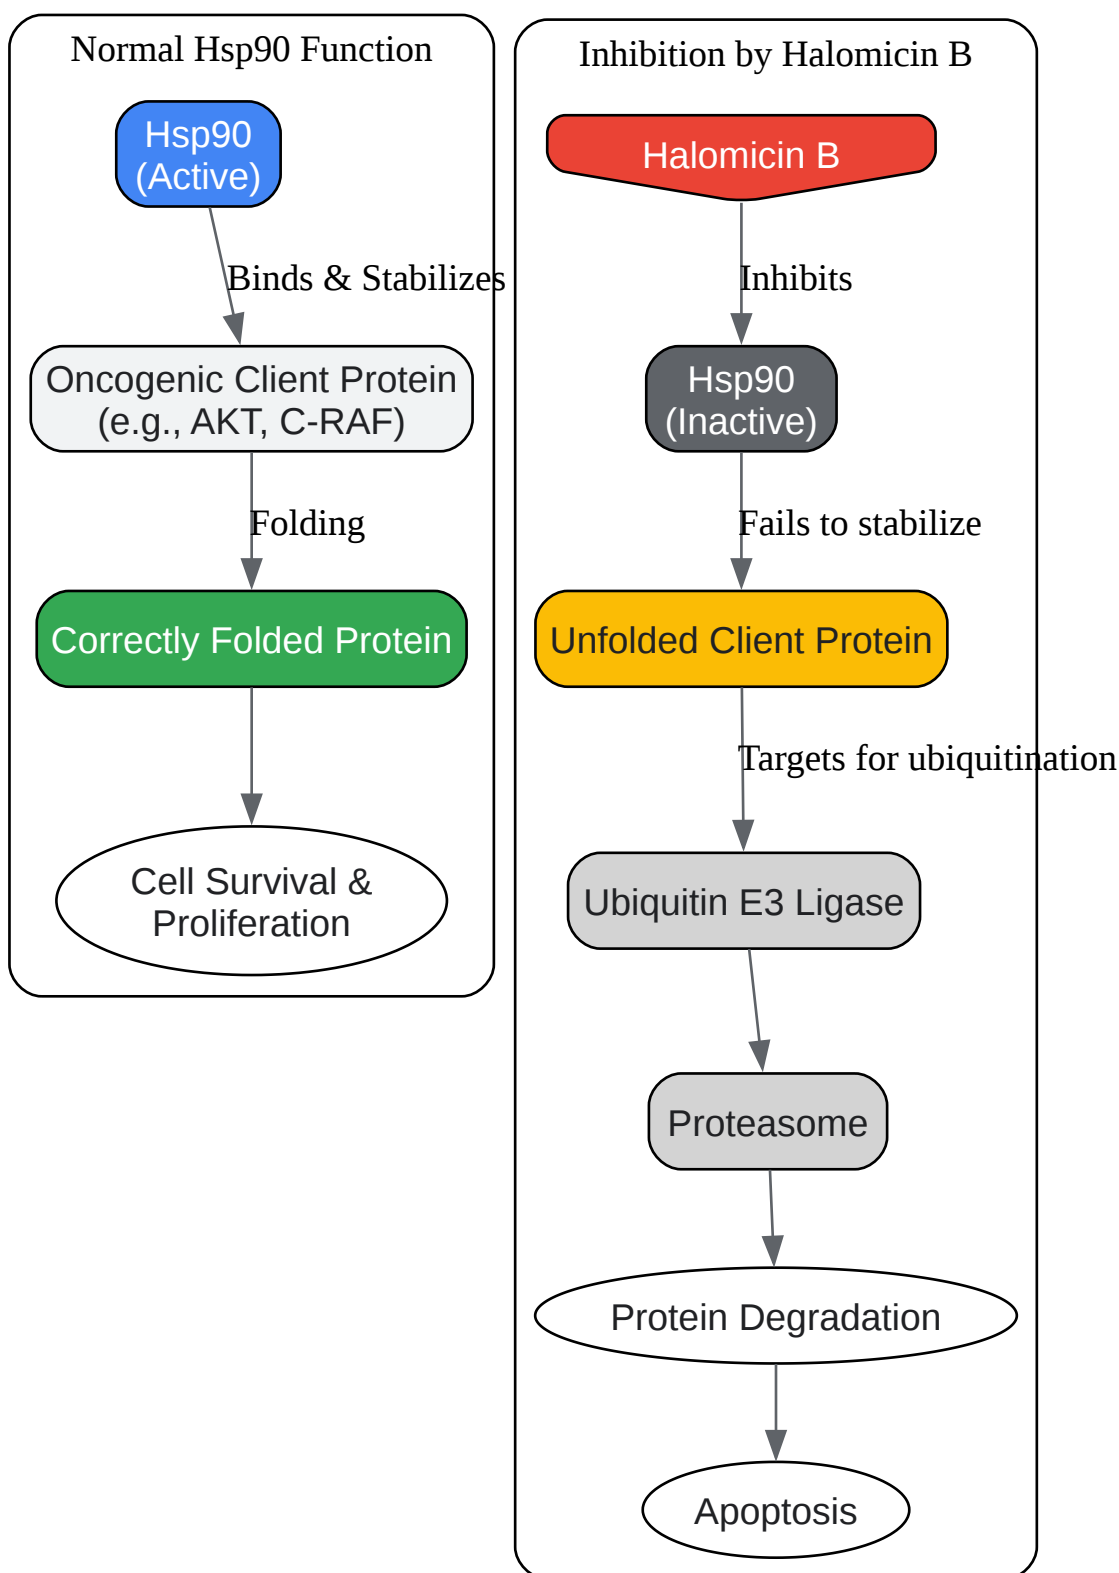 Normal Hsp90 Function
Hsp90
(Active)
Binds & Stabilizes
Oncogenic Client Protein
(e.g., AKT, C-RAF)
Folding
Correctly Folded Protein
Cell Survival &
Proliferation
Inhibition by Halomicin B
Halomicin B
Inhibits
Hsp90
(Inactive)
Fails to stabilize
Unfolded Client Protein
Targets for ubiquitination
Ubiquitin E3 Ligase
Proteasome
Protein Degradation
Apoptosis